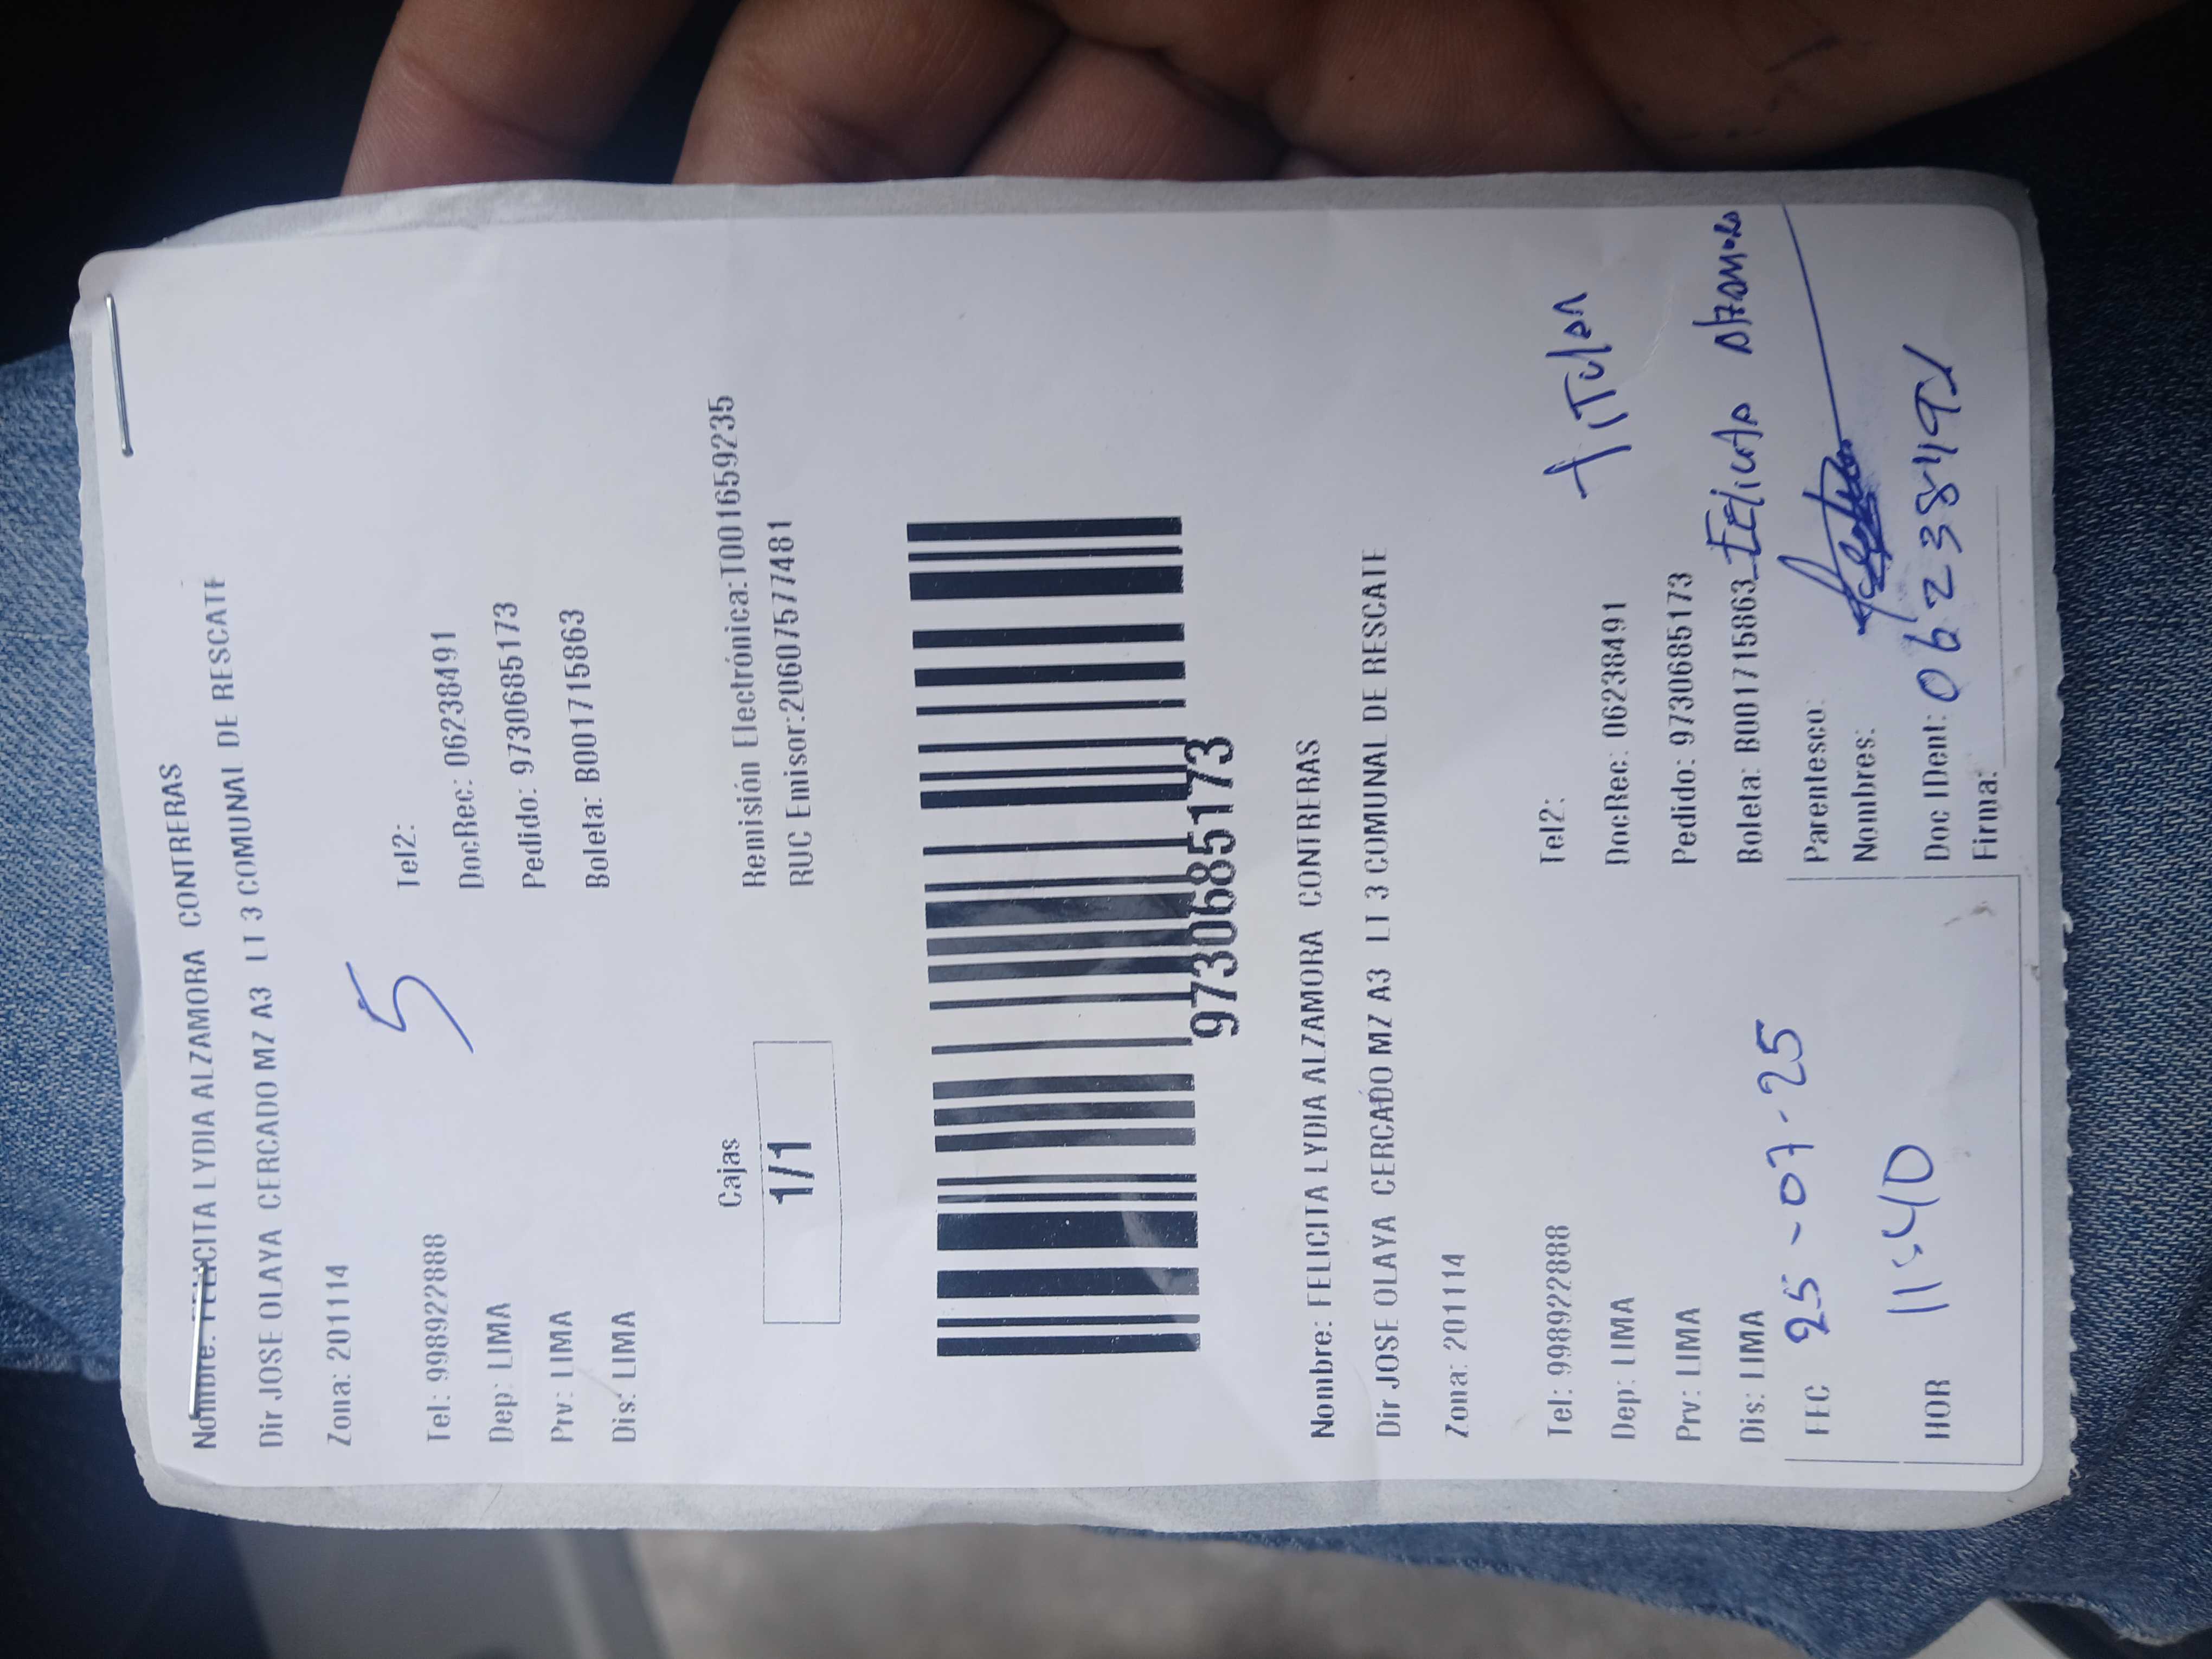 Nombre: FELICITA LYDIA ALZAMORA CONTRERAS
Dir JOSE OLAYA CERCADO MZ A3 LT 3 COMUNAL DE RESCATE
Zona: 201114
5
Tel: 998922888 Tel2:
Dep: LIMA DocRec: 06238491
Prv: LIMA Pedido: 97306851​73
Dis: LIMA Boleta: B001715863
Cajas Remisión Electrónica:T001659235
1/1 RUC Emisor:20607577481
9730685173
Nombre: FELICITA LYDIA ALZAMORA CONTRERAS
Dir JOSE OLAYA CERCADO MZ A3 LT 3 COMUNAL DE RESCATE
Zona: 201114
Tel: 998922888 Tel2: TiTulaR
Dep: LIMA DocRec: 06238491
Prv: LIMA Pedido: 9730685173
Dis: LIMA Boleta: B001715863 Felicita Alzamora
FEC 25-07-25 Parentesco:
Nombres:
HOR 11:40 Doc IDent: 06238491
Firma: